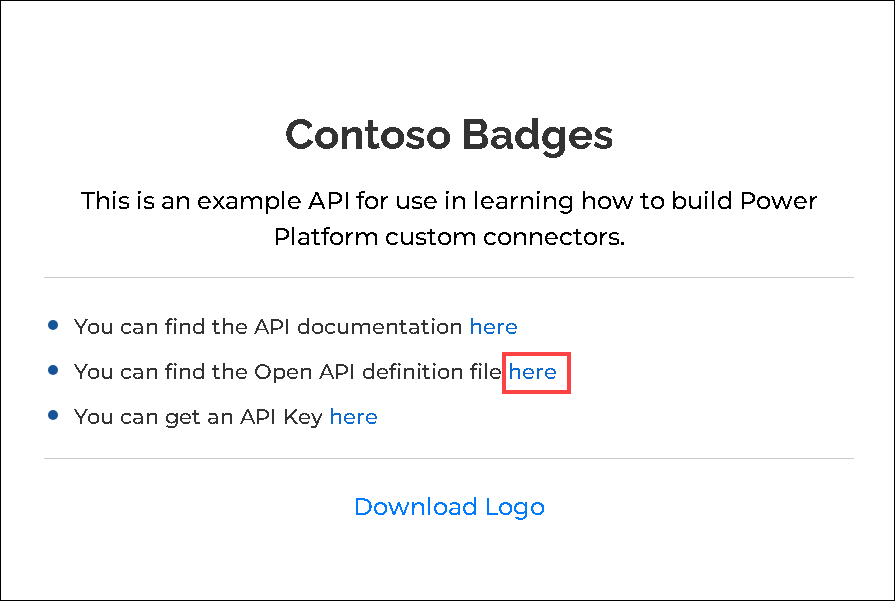 Contoso Badges
This is an example API for use in learning how to build Power
Platform custom connectors.
You can find the API documentation here
You can find the Open API definition file here
You can get an API Key here
Download Logo